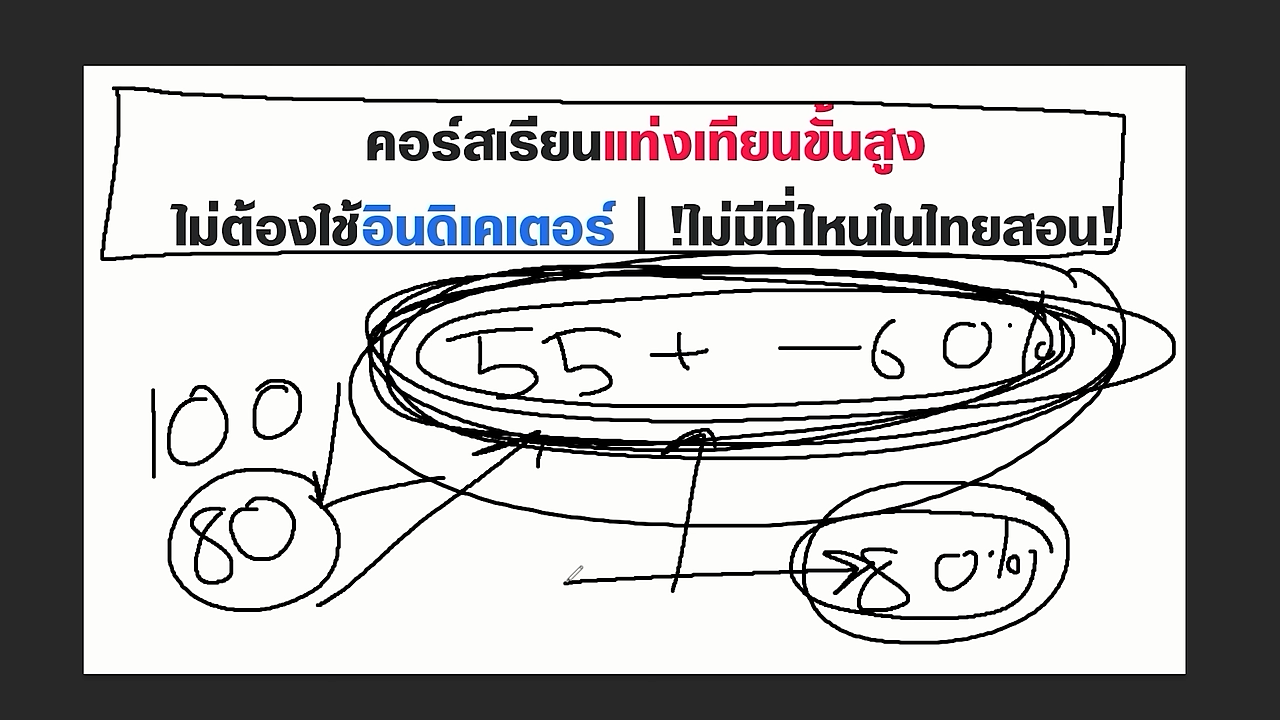 คอร์สเรียนแท่งเทียนขั้นสูง
ไม่ต้องใช้อินดิเคเตอร์ | !ไม่มีที่ไหนในไทยสอน!
55 + — 60%
100
80
80%